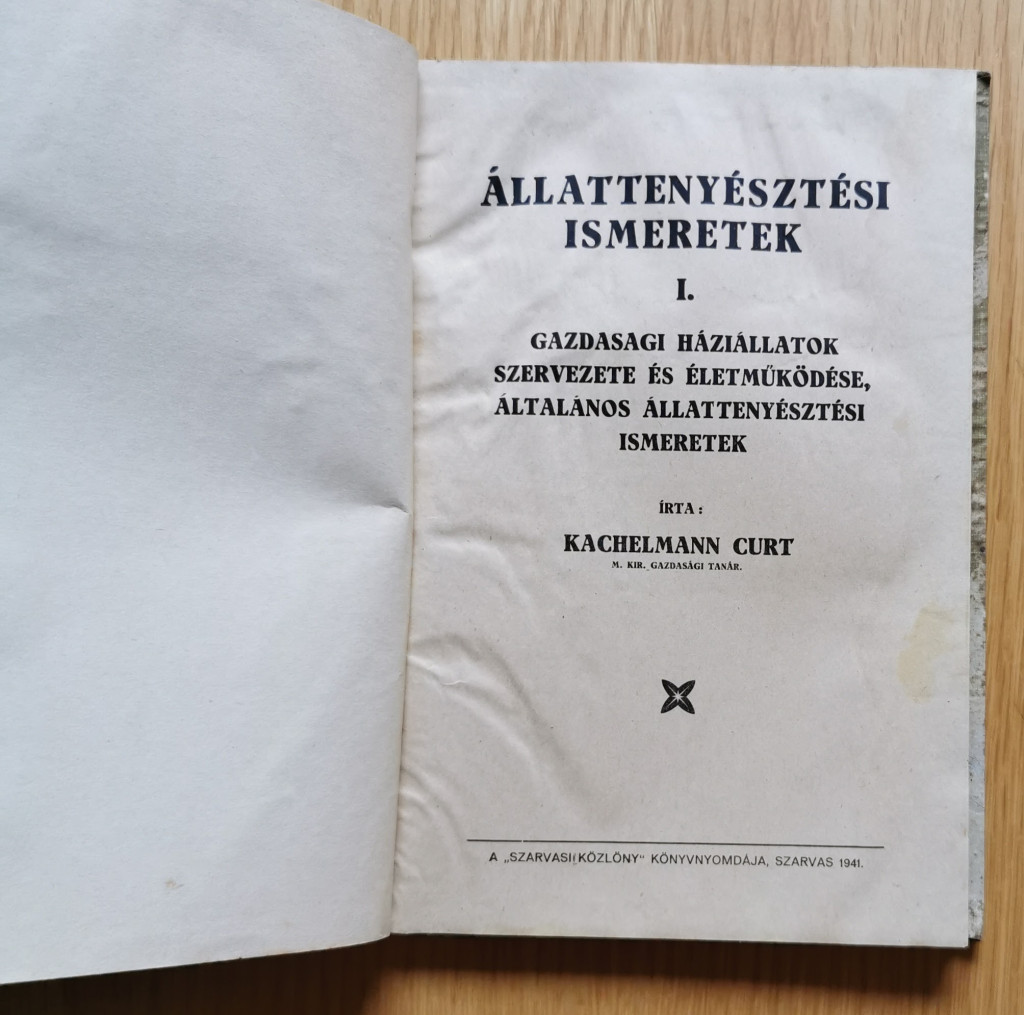 ÁLLATTENYÉSZTÉSI
ISMERETEK
I.
GAZDASAGI HÁZIÁLLATOK
SZERVEZETE ÉS ÉLETMŰKÖDÉSE,
ÁLTALÁNOS ÁLLATTENYÉSZTÉSI
ISMERETEK
ÍRTA :
KACHELMANN CURT
M. KIR. GAZDASÁGI TANÁR.
A „SZARVASI KÖZLÖNY" KÖNYVNYOMDÁJA, SZARVAS 1941.